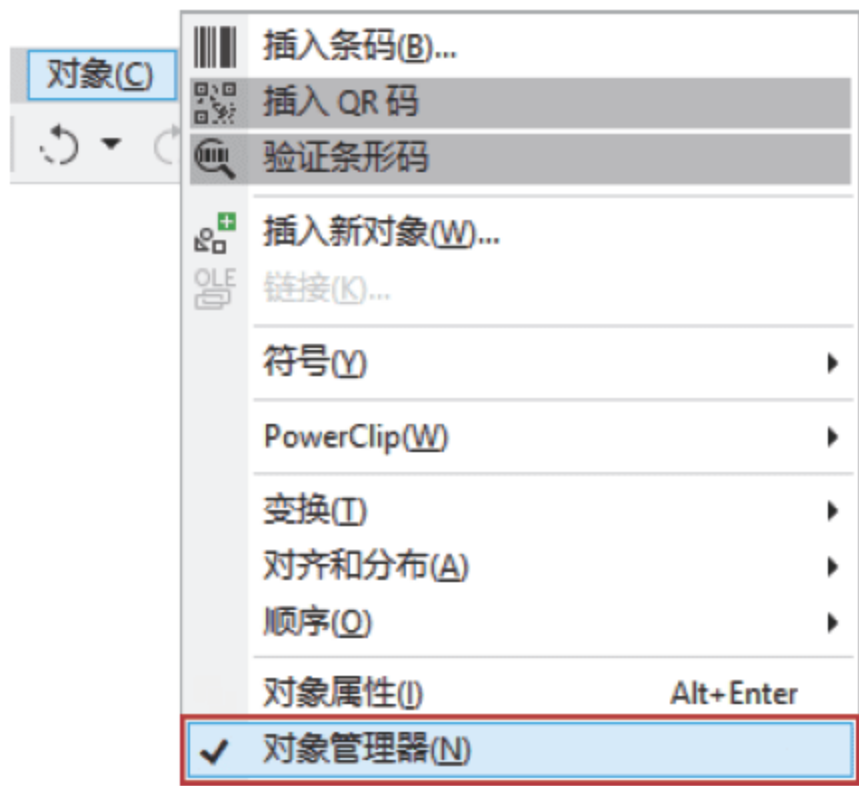 对象(C)
插入条码(B)...
插入 QR 码
验证条形码
插入新对象(W)...
OLE 链接(K)...
符号(Y)
PowerClip(W)
变换(T)
对齐和分布(A)
顺序(O)
对象属性(I) Alt+Enter
对象管理器(N)